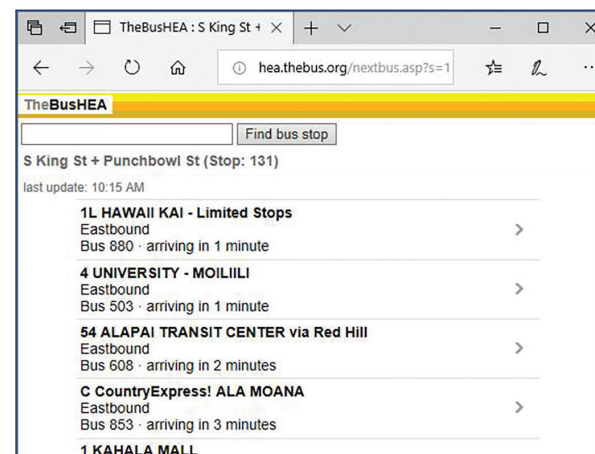 TheBusHEA : S King St +
hea.thebus.org/nextbus.asp?s=1
TheBusHEA
Find bus stop
S King St + Punchbowl St (Stop: 131)
last update: 10:15 AM
1L HAWAII KAI - Limited Stops
Eastbound
Bus 880 · arriving in 1 minute
4 UNIVERSITY - MOILIILI
Eastbound
Bus 503 · arriving in 1 minute
54 ALAPAI TRANSIT CENTER via Red Hill
Eastbound
Bus 608 · arriving in 2 minutes
C CountryExpress! ALA MOANA
Eastbound
Bus 853 · arriving in 3 minutes
1 KAHALA MALL